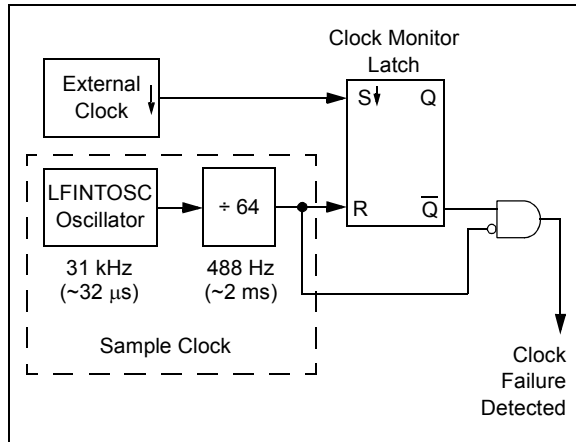 Clock Monitor
Latch
External
Clock
S
Q
LFINTOSC
Oscillator
÷ 64
R
Q
31 kHz
(~32 μs)
488 Hz
(~2 ms)
Sample Clock
Clock
Failure
Detected